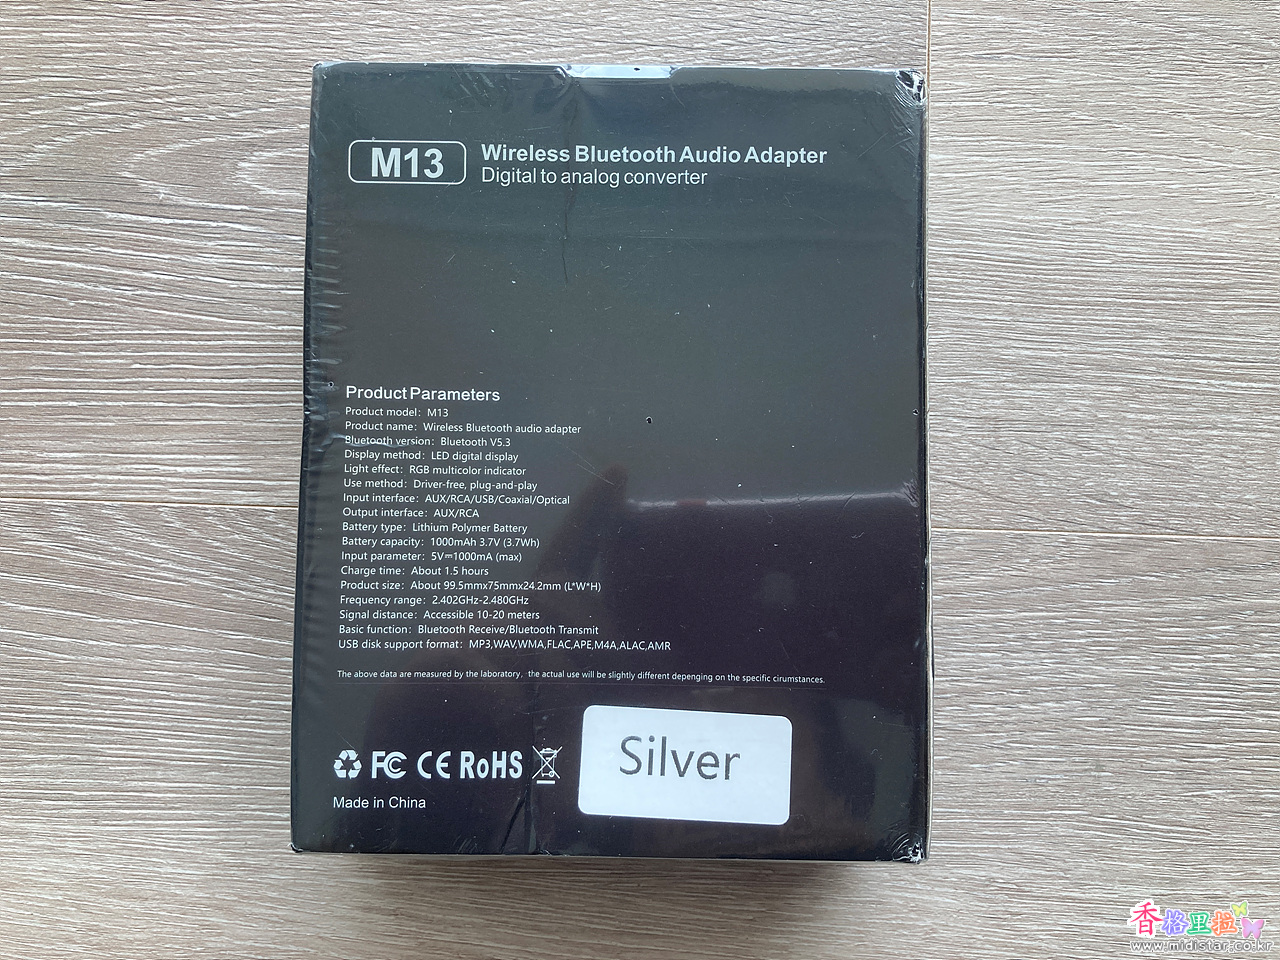 M13
Wireless Bluetooth Audio Adapter
Digital to analog converter
Product Parameters
Product model: M13
Product name: Wireless Bluetooth audio adapter
Bluetooth version: Bluetooth V5.3
Display method: LED digital display
Light effect: RGB multicolor indicator
Use method: Driver-free, plug-and-play
Input interface: AUX/RCA/USB/Coaxial/Optical
Output interface: AUX/RCA
Battery type: Lithium Polymer Battery
Battery capacity: 1000mAh 3.7V (3.7Wh)
Input parameter: 5V⎓1000mA (max)
Charge time: About 1.5 hours
Product size: About 99.5mmx75mmx24.2mm (L*W*H)
Frequency range: 2.402GHz-2.480GHz
Signal distance: Accessible 10-20 meters
Basic function: Bluetooth Receive/Bluetooth Transmit
USB disk support format: MP3,WAV,WMA,FLAC,APE,M4A,ALAC,AMR
The above data are measured by the laboratory, the actual use will be slightly different depenging on the specific cirumstances.
FC CE RoHS
Silver
Made in China
香格里拉
www.midistar.co.kr